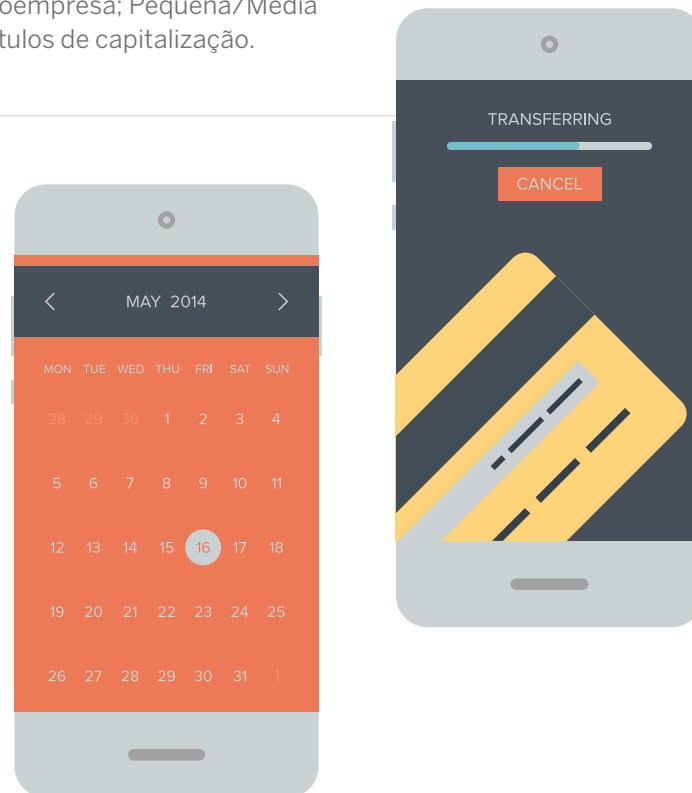 Pequena/Média
de capitalização.
TRANSFERRING
CANCEL
MAY 2014
MON TUE WED THU FRI SAT SUN
28 29 30 1 2 3 4
5 6 7 8 9 10 11
12 13 14 15 16 17 18
19 20 21 22 23 24 25
26 27 28 29 30 31 1